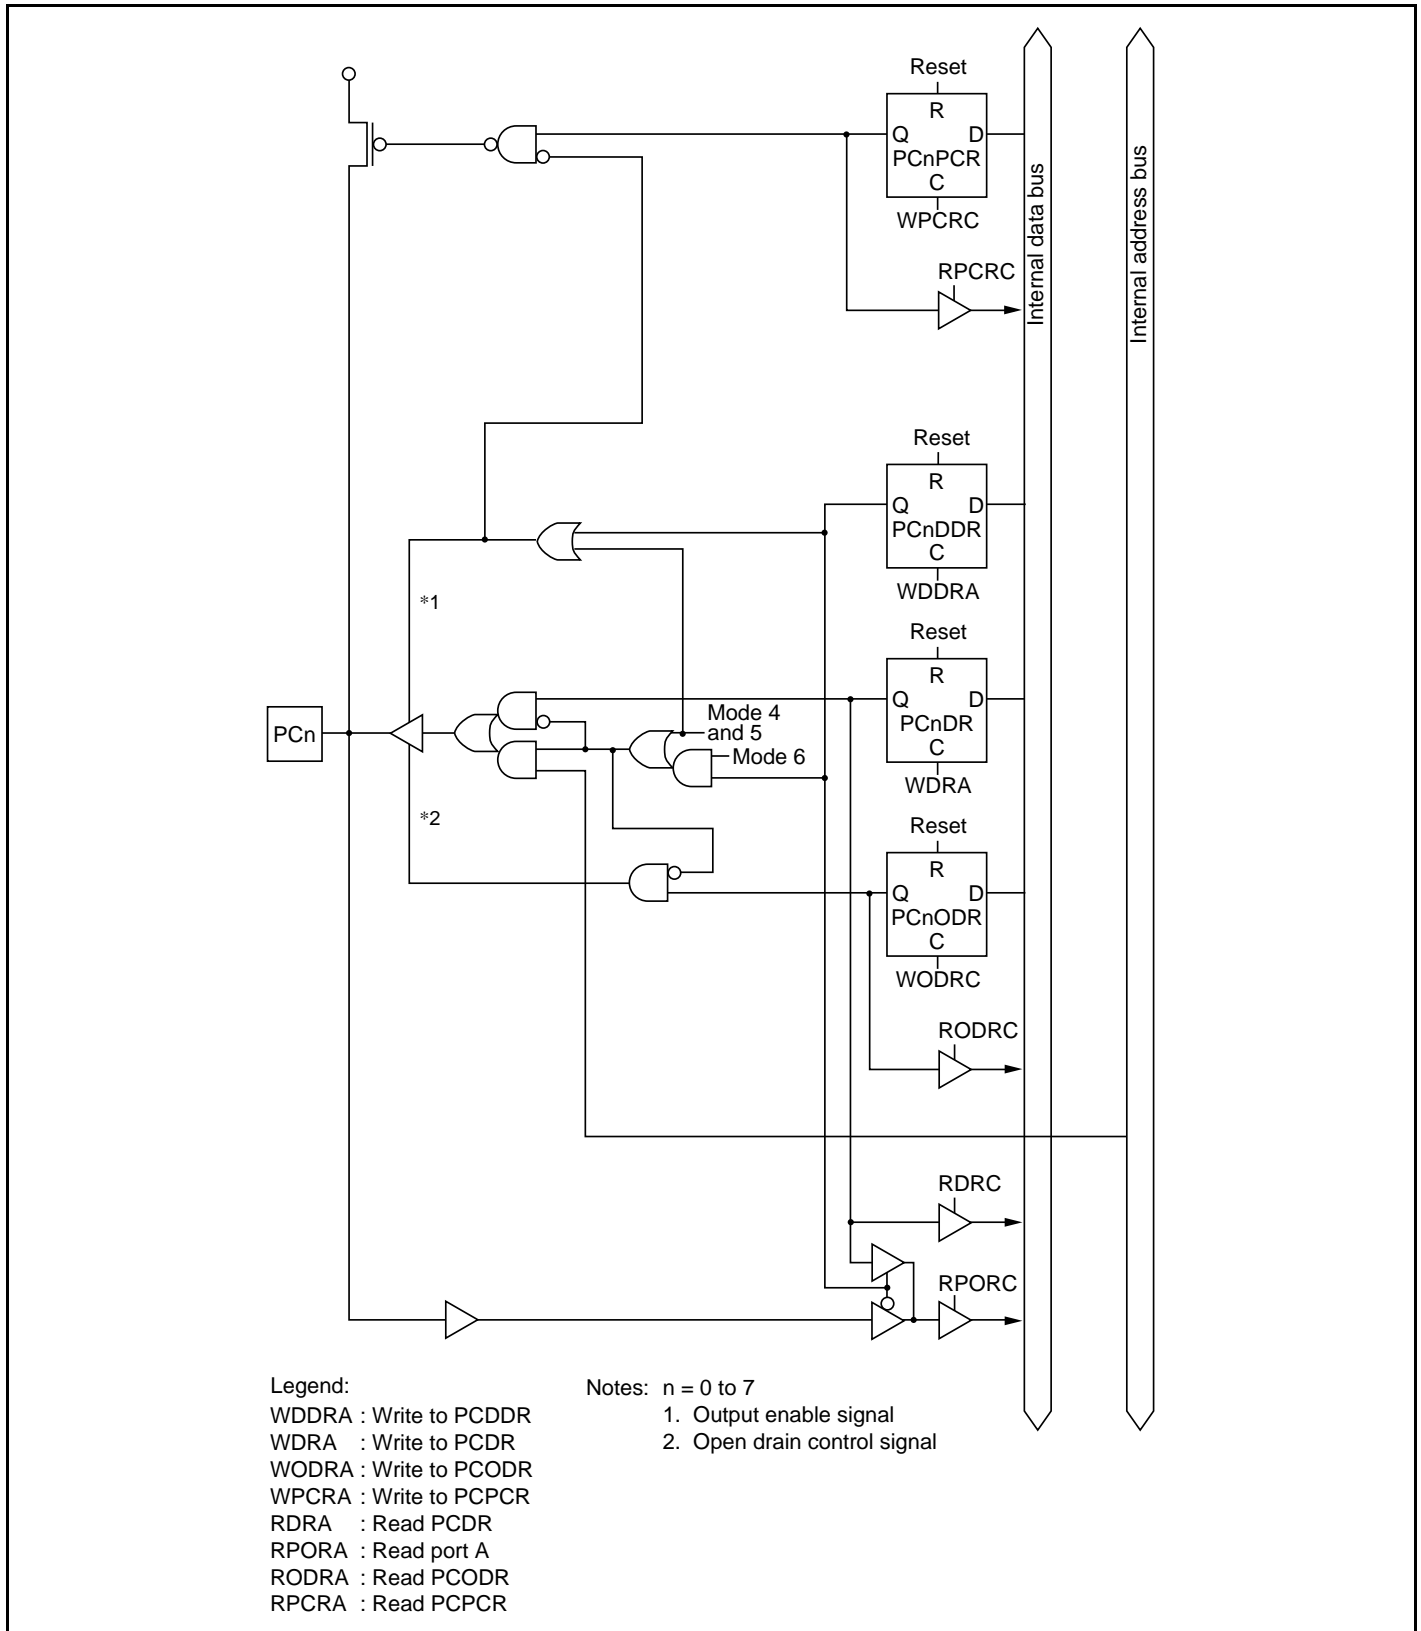 Reset
R
Q D
PCnPCR
C
WPCRC
RPCRC
Internal data bus
Internal address bus
Reset
R
Q D
PCnDDR
C
WDDRA
*1
Reset
R
Q D
PCnDR
C
WDRA
Mode 4
and 5
Mode 6
PCn
*2
Reset
R
Q D
PCnODR
C
WODRC
RODRC
RDRC
RPORC
Legend:
WDDRA : Write to PCDDR
WDRA : Write to PCDR
WODRA : Write to PCODR
WPCRA : Write to PCPCR
RDRA : Read PCDR
RPORA : Read port A
RODRA : Read PCODR
RPCRA : Read PCPCR
Notes: n = 0 to 7
1. Output enable signal
2. Open drain control signal